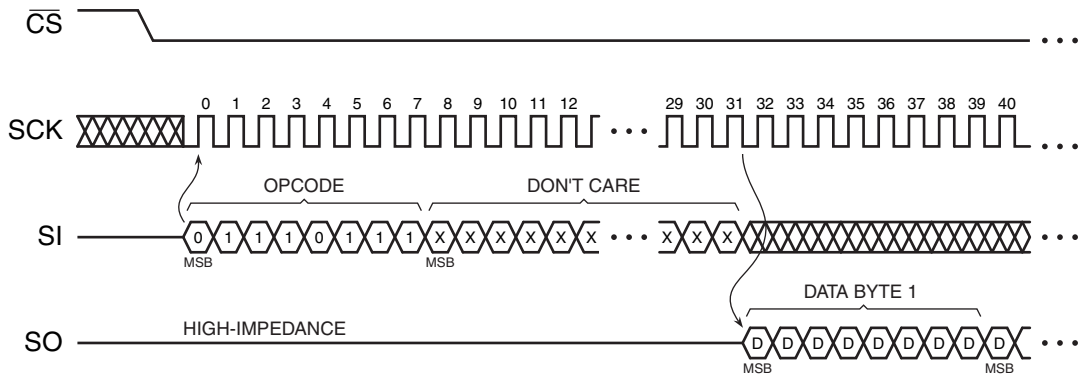 CS
0 1 2 3 4 5 6 7 8 9 10 11 12 29 30 31 32 33 34 35 36 37 38 39 40
SCK
OPCODE DON'T CARE
SI 0 1 1 1 0 1 1 1 X X X X X X X X X
MSB MSB
DATA BYTE 1
HIGH-IMPEDANCE
SO D D D D D D D D D
MSB MSB